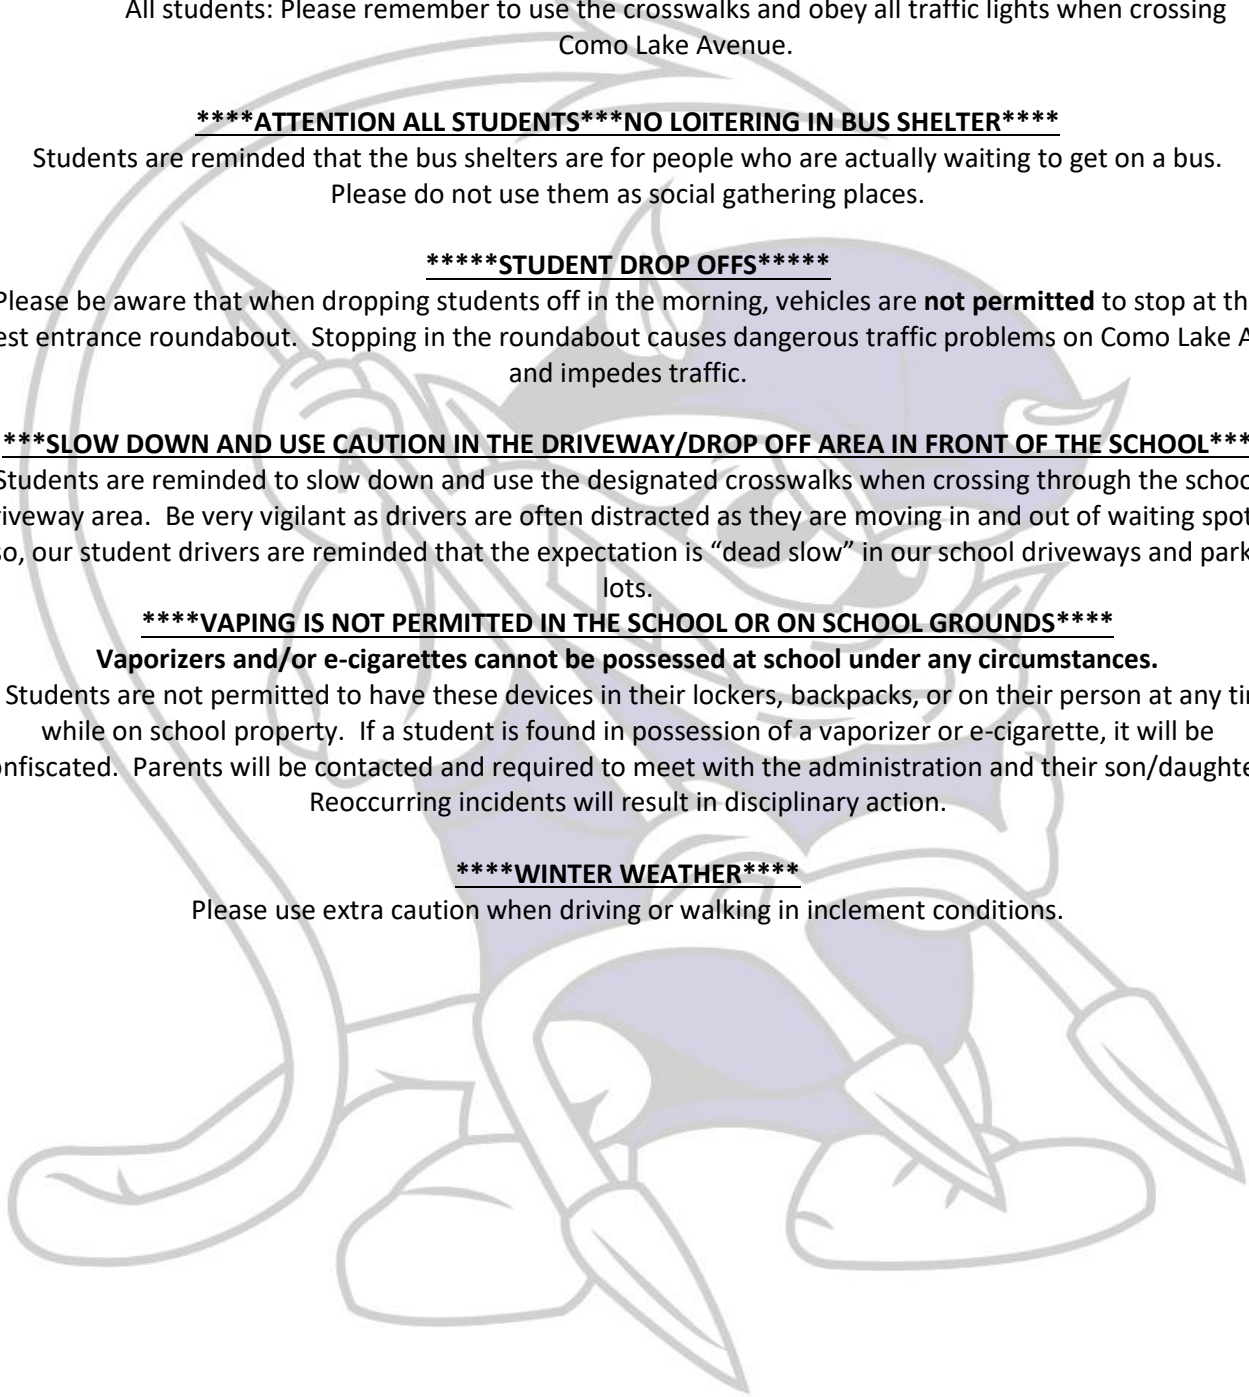 All students: Please remember to use the crosswalks and obey all traffic lights when crossing
Como Lake Avenue.
****ATTENTION ALL STUDENTS***NO LOITERING IN BUS SHELTER****
Students are reminded that the bus shelters are for people who are actually waiting to get on a bus.
Please do not use them as social gathering places.
*****STUDENT DROP OFFS*****
Please be aware that when dropping students off in the morning, vehicles are not permitted to stop at th
est entrance roundabout.  Stopping in the roundabout causes dangerous traffic problems on Como Lake A
and impedes traffic.
***SLOW DOWN AND USE CAUTION IN THE DRIVEWAY/DROP OFF AREA IN FRONT OF THE SCHOOL***
Students are reminded to slow down and use the designated crosswalks when crossing through the schoo
riveway area.  Be very vigilant as drivers are often distracted as they are moving in and out of waiting spot
so, our student drivers are reminded that the expectation is “dead slow” in our school driveways and park
lots.
****VAPING IS NOT PERMITTED IN THE SCHOOL OR ON SCHOOL GROUNDS****
Vaporizers and/or e-cigarettes cannot be possessed at school under any circumstances.
Students are not permitted to have these devices in their lockers, backpacks, or on their person at any ti
while on school property.  If a student is found in possession of a vaporizer or e-cigarette, it will be
onfiscated.  Parents will be contacted and required to meet with the administration and their son/daughte
Reoccurring incidents will result in disciplinary action.
****WINTER WEATHER****
Please use extra caution when driving or walking in inclement conditions.